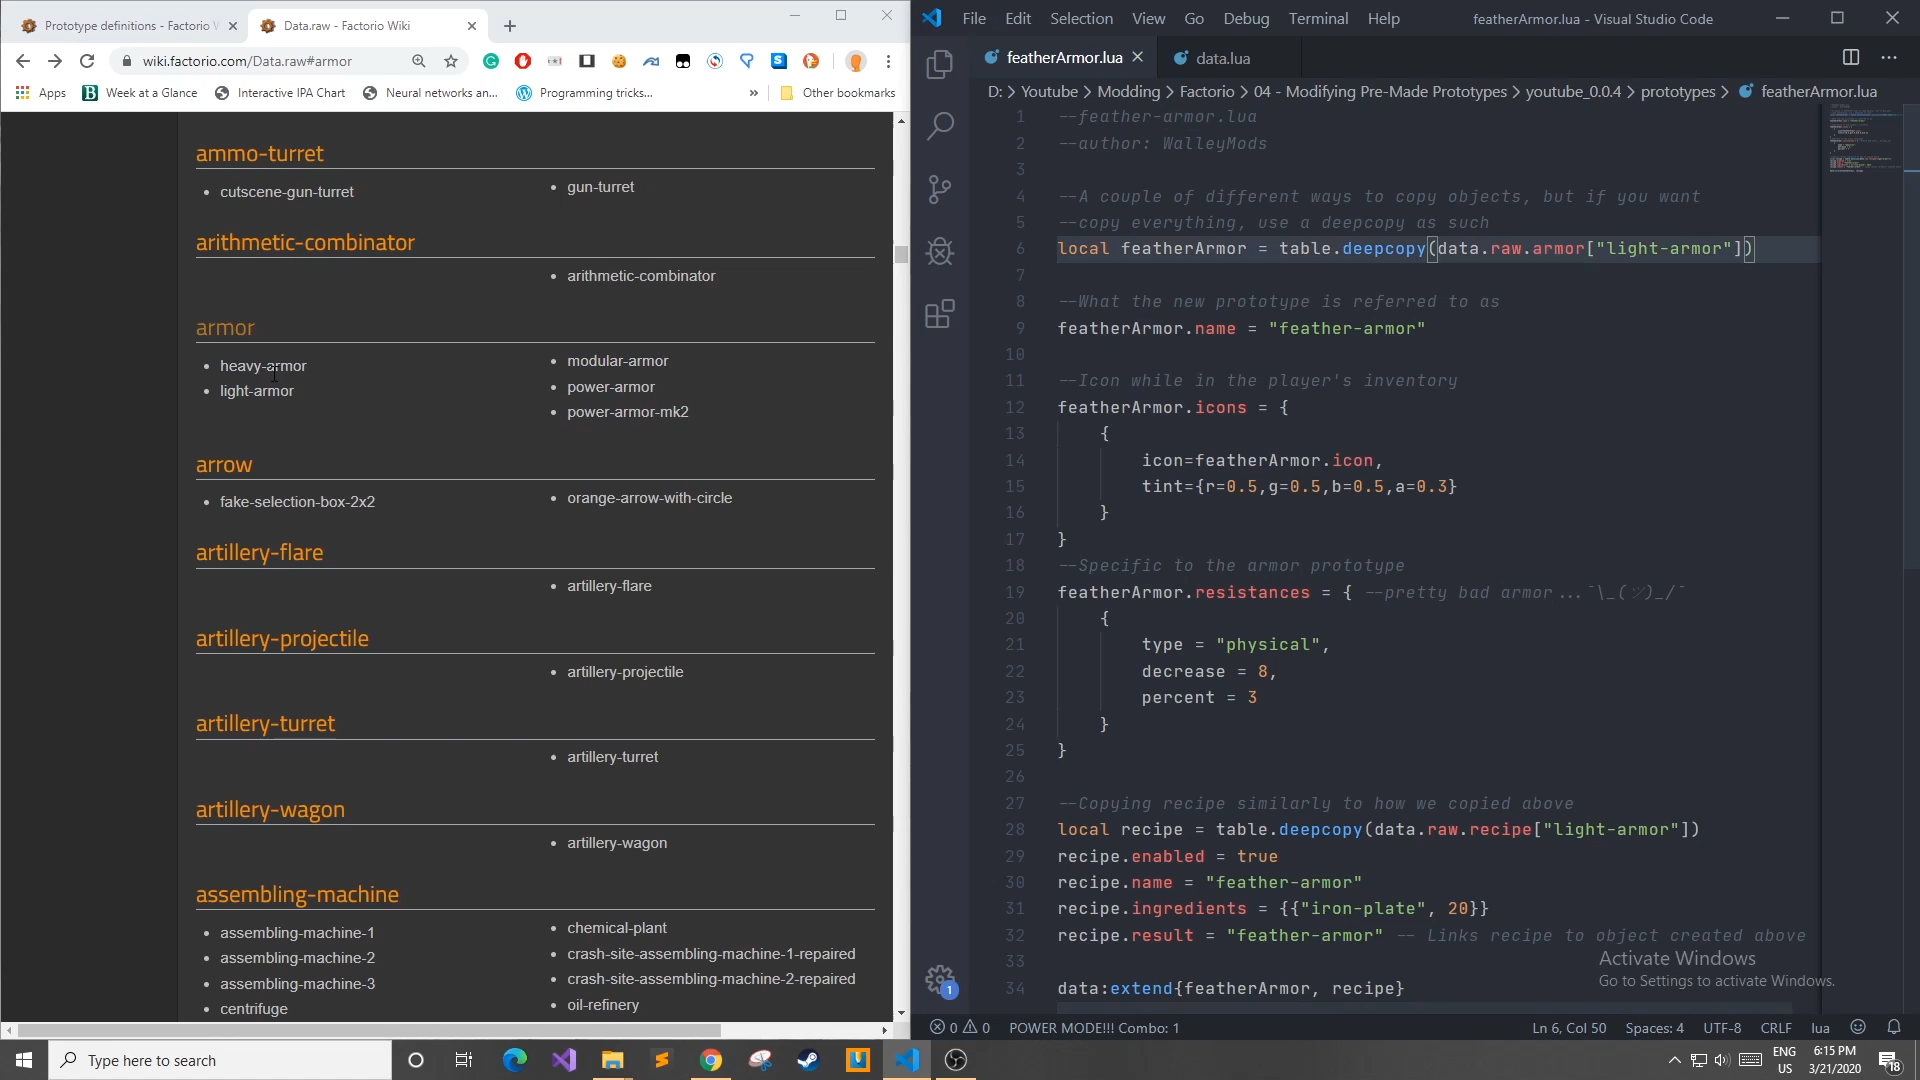 Prototype definitions - Factorio W
Data.raw - Factorio Wiki
wiki.factorio.com/Data.raw#armor
Apps
Week at a Glance
Interactive IPA Chart
Neural networks an...
Programming tricks...
»
Other bookmarks
ammo-turret
cutscene-gun-turret
gun-turret
arithmetic-combinator
arithmetic-combinator
armor
heavy-armor
light-armor
modular-armor
power-armor
power-armor-mk2
arrow
fake-selection-box-2x2
orange-arrow-with-circle
artillery-flare
artillery-flare
artillery-projectile
artillery-projectile
artillery-turret
artillery-turret
artillery-wagon
artillery-wagon
assembling-machine
assembling-machine-1
assembling-machine-2
assembling-machine-3
centrifuge
chemical-plant
crash-site-assembling-machine-1-repaired
crash-site-assembling-machine-2-repaired
oil-refinery
File Edit Selection View Go Debug Terminal Help
featherArmor.lua - Visual Studio Code
featherArmor.lua
data.lua
D: > Youtube > Modding > Factorio > 04 - Modifying Pre-Made Prototypes > youtube_0.0.4 > prototypes > featherArmor.lua
1 --feather-armor.lua
2 --author: WalleyMods
3
4 --A couple of different ways to copy objects, but if you want
5 --copy everything, use a deepcopy as such
6 local featherArmor = table.deepcopy(data.raw.armor["light-armor"])
7
8 --What the new prototype is referred to as
9 featherArmor.name = "feather-armor"
10
11 --Icon while in the player's inventory
12 featherArmor.icons = {
13 {
14 icon=featherArmor.icon,
15 tint={r=0.5,g=0.5,b=0.5,a=0.3}
16 }
17 }
18 --Specific to the armor prototype
19 featherArmor.resistances = { --pretty bad armor...¯\_(ツ)_/¯
20 {
21 type = "physical",
22 decrease = 8,
23 percent = 3
24 }
25 }
26
27 --Copying recipe similarly to how we copied above
28 local recipe = table.deepcopy(data.raw.recipe["light-armor"])
29 recipe.enabled = true
30 recipe.name = "feather-armor"
31 recipe.ingredients = {{"iron-plate", 20}}
32 recipe.result = "feather-armor" -- Links recipe to object created above
33
34 data:extend{featherArmor, recipe}
Activate Windows
Go to Settings to activate Windows.
1
0 0 POWER MODE!!! Combo: 1
Ln 6, Col 50 Spaces: 4 UTF-8 CRLF lua
Type here to search
ENG
US
6:15 PM
3/21/2020
18